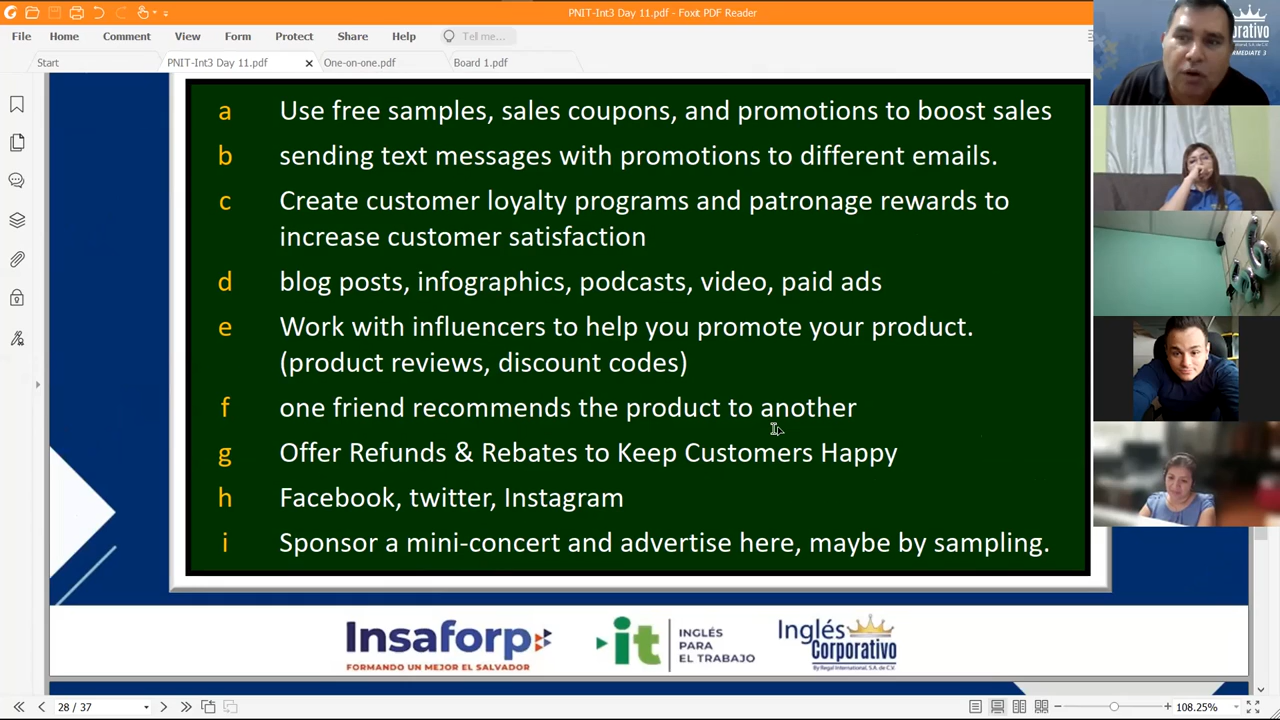 PNIT-Int3 Day 11.pdf - Foxit PDF Reader
File Home Comment View Form Protect Share Help Tell me...
Start PNIT-Int3 Day 11.pdf One-on-one.pdf Board 1.pdf
a Use free samples, sales coupons, and promotions to boost sales
b sending text messages with promotions to different emails.
c Create customer loyalty programs and patronage rewards to
increase customer satisfaction
d blog posts, infographics, podcasts, video, paid ads
e Work with influencers to help you promote your product.
(product reviews, discount codes)
f one friend recommends the product to another
g Offer Refunds & Rebates to Keep Customers Happy
h Facebook, twitter, Instagram
i Sponsor a mini-concert and advertise here, maybe by sampling.
Insaforp
FORMANDO UN MEJOR EL SALVADOR
it
INGLÉS
PARA
EL TRABAJO
Inglés
Corporativo
By Regal International, S.A. de C.V.
28 / 37
108.25%